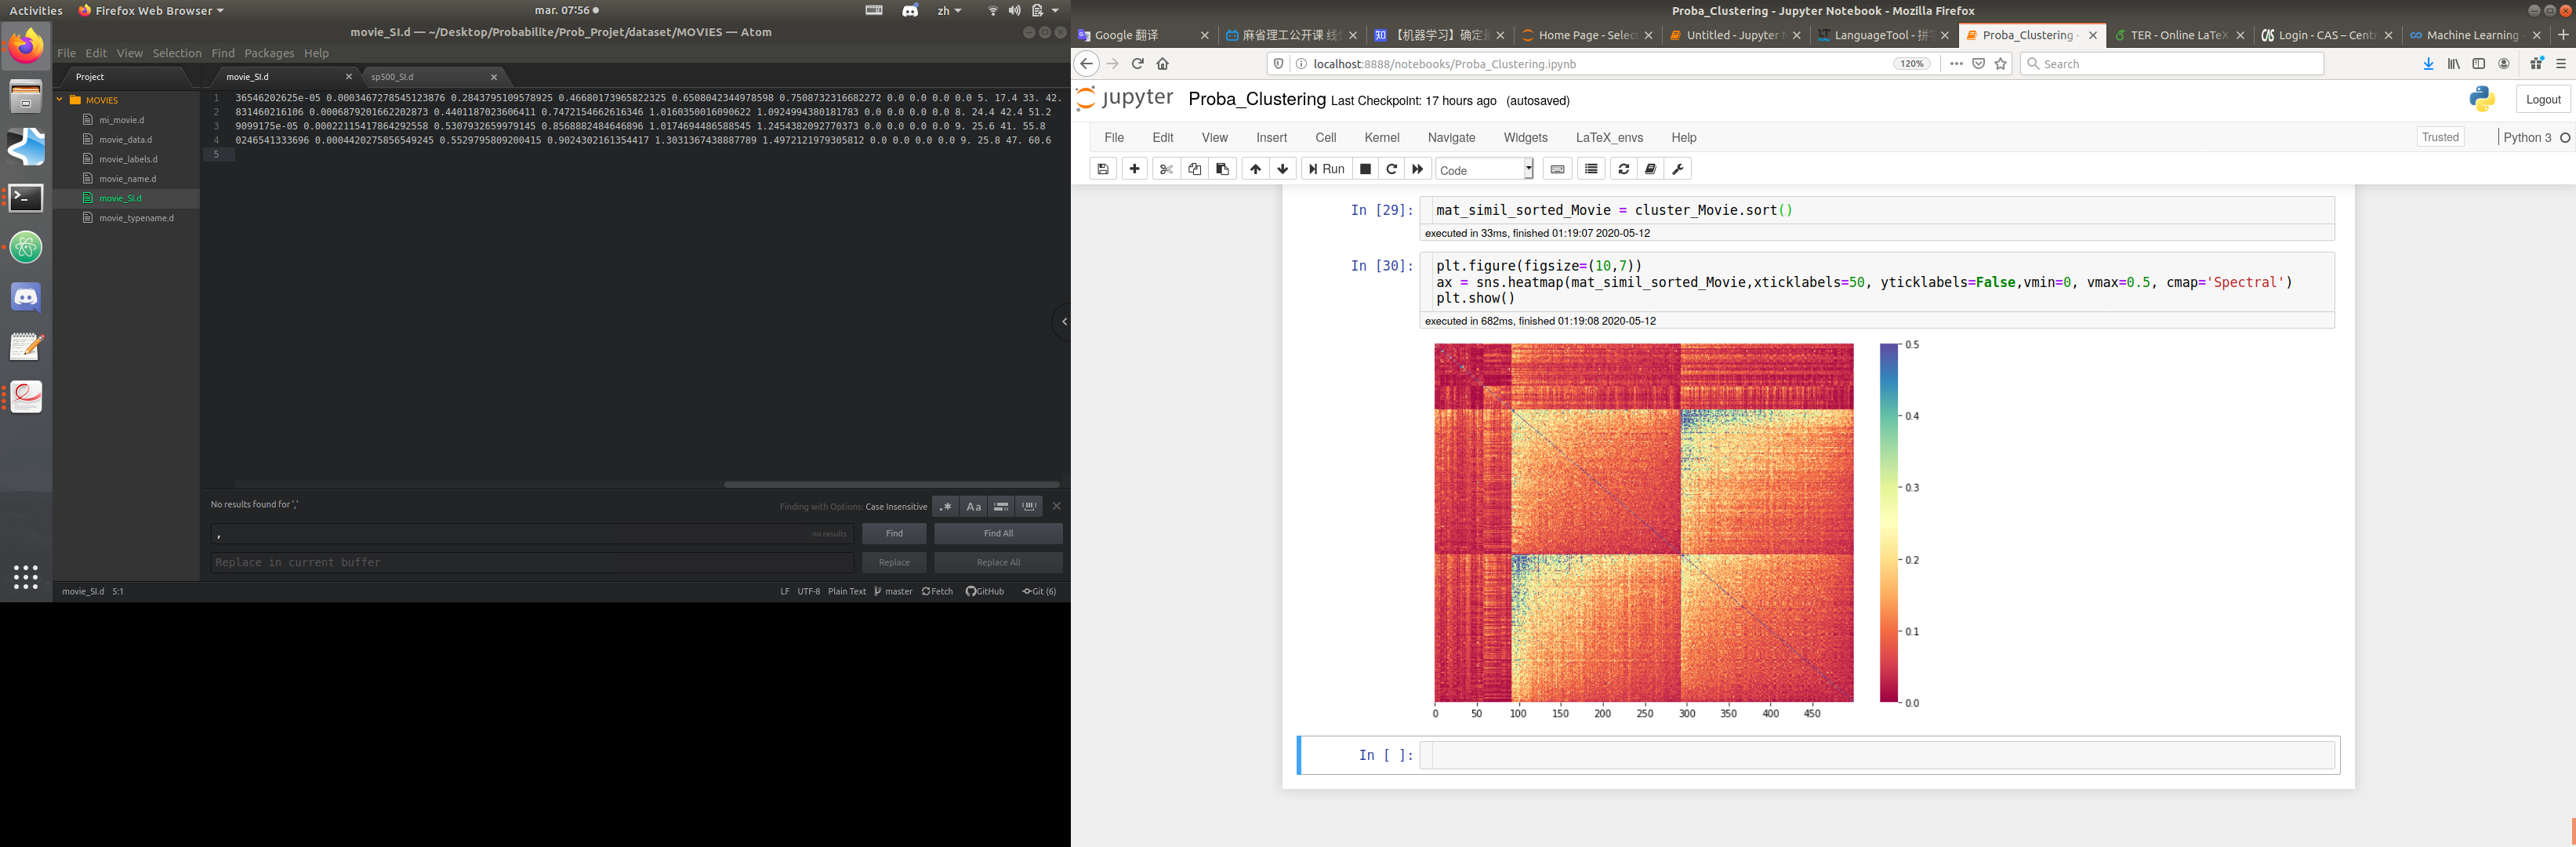 Activities Firefox Web Browser mar. 07:56 zh
movie_SI.d — ~/Desktop/Probabilite/Prob_Projet/dataset/MOVIES — Atom
File Edit View Selection Find Packages Help
Project
MOVIES
mi_movie.d
movie_data.d
movie_labels.d
movie_name.d
movie_SI.d
movie_typename.d
movie_SI.d sp500_SI.d
1 36546202625e-05 0.0003467278545123876 0.2843795109578925 0.46680173965822325 0.6508042344978598 0.7508732316682272 0.0 0.0 0.0 0.0 5. 17.4 33. 42.
2 831460216106 0.0006879201662202873 0.4401187023606411 0.7472154662616346 1.0160350016090622 1.0924994380181783 0.0 0.0 0.0 0.0 8. 24.4 42.4 51.2
3 9099175e-05 0.00022115417864292558 0.5307932659979145 0.8568882484646896 1.0174694486588545 1.2454382092770373 0.0 0.0 0.0 0.0 9. 25.6 41. 55.8
4 0246541333696 0.0004420275856549245 0.5529795809200415 0.9024302161354417 1.3031367438887789 1.4972121979305812 0.0 0.0 0.0 0.0 9. 25.8 47. 60.6
5
No results found for ','
Finding with Options: Case Insensitive .* Aa
, no results Find Find All
Replace in current buffer Replace Replace All
movie_SI.d 5:1 LF UTF-8 Plain Text master Fetch GitHub Git (6)
Proba_Clustering - Jupyter Notebook - Mozilla Firefox
Google 翻译 麻省理工公开课 线 【机器学习】确定 Home Page - Selec Untitled - Jupyter LanguageTool - 拼 Proba_Clustering - TER - Online LaTeX Login - CAS – Cent Machine Learning
localhost:8888/notebooks/Proba_Clustering.ipynb 120% Search
jupyter Proba_Clustering Last Checkpoint: 17 hours ago (autosaved) Logout
File Edit View Insert Cell Kernel Navigate Widgets LaTeX_envs Help Trusted Python 3
Run Code
In [29]: mat_simil_sorted_Movie = cluster_Movie.sort()
executed in 33ms, finished 01:19:07 2020-05-12
In [30]: plt.figure(figsize=(10,7))
ax = sns.heatmap(mat_simil_sorted_Movie,xticklabels=50, yticklabels=False,vmin=0, vmax=0.5, cmap='Spectral')
plt.show()
executed in 682ms, finished 01:19:08 2020-05-12
0.5
0.4
0.3
0.2
0.1
0.0
0 50 100 150 200 250 300 350 400 450
In [ ]: